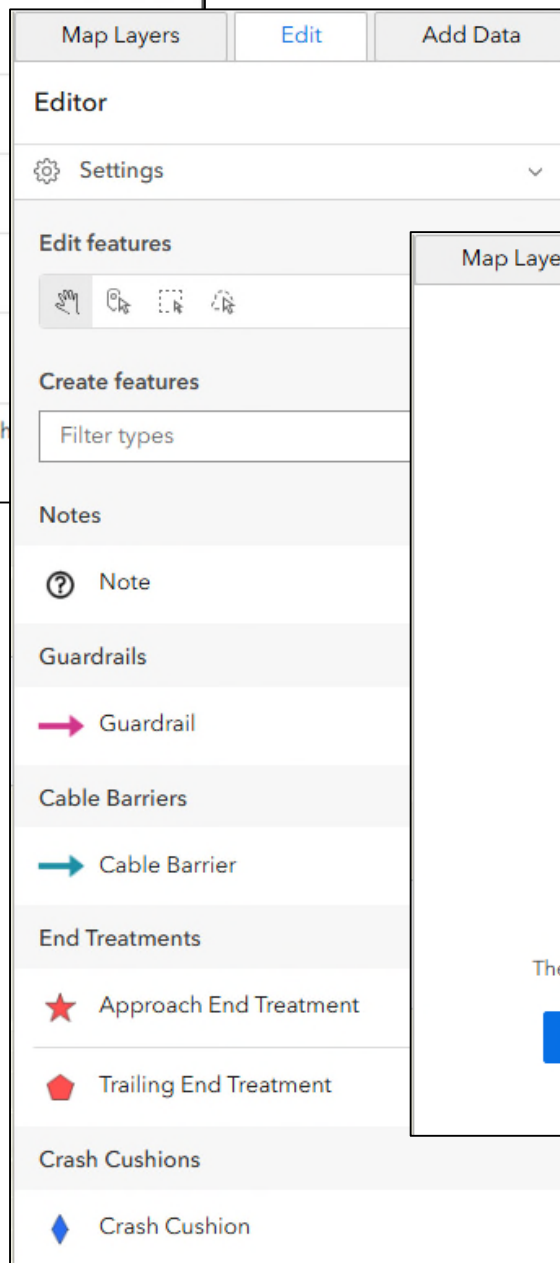 Map Layers
Edit
Add Data
Editor
Settings
Edit features
Create features
Filter types
Notes
Note
Guardrails
Guardrail
Cable Barriers
Cable Barrier
End Treatments
Approach End Treatment
Trailing End Treatment
Crash Cushions
Crash Cushion
Map Laye
The